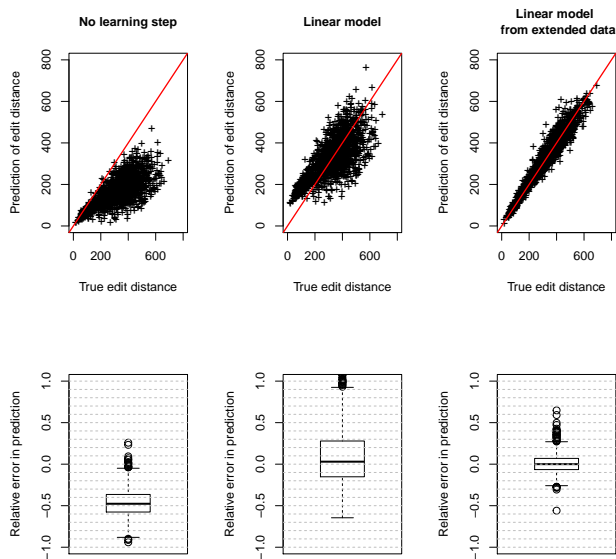 No learning step
Prediction of edit distance
0 200 400 600 800
0 200 600
True edit distance
Linear model
Prediction of edit distance
0 200 400 600 800
0 200 600
True edit distance
Linear model
from extended data
Prediction of edit distance
0 200 400 600 800
0 200 600
True edit distance
Relative error in prediction
−1.0 −0.5 0.0 0.5 1.0
Relative error in prediction
−1.0 −0.5 0.0 0.5 1.0
Relative error in prediction
−1.0 −0.5 0.0 0.5 1.0